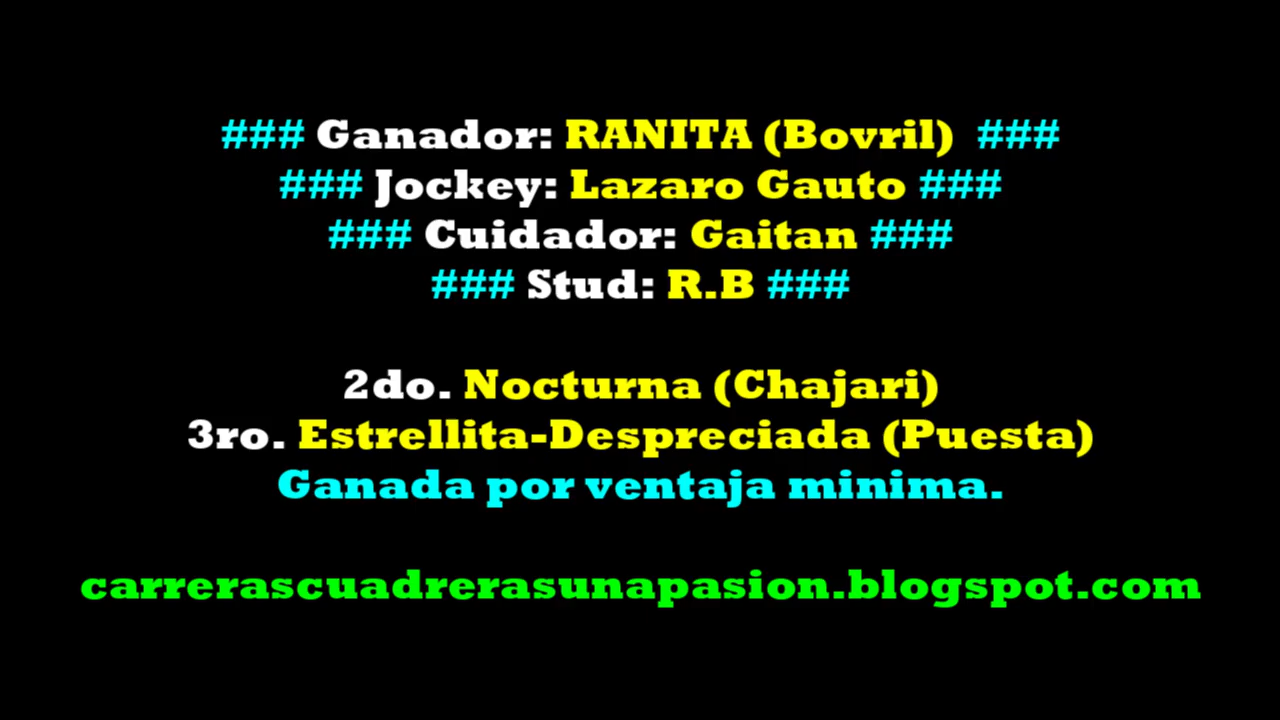 ### Ganador: RANITA (Bovril) ###
### Jockey: Lazaro Gauto ###
### Cuidador: Gaitan ###
### Stud: R.B ###
2do. Nocturna (Chajari)
3ro. Estrellita-Despreciada (Puesta)
Ganada por ventaja minima.
carrerascuadrerasunapasion.blogspot.com